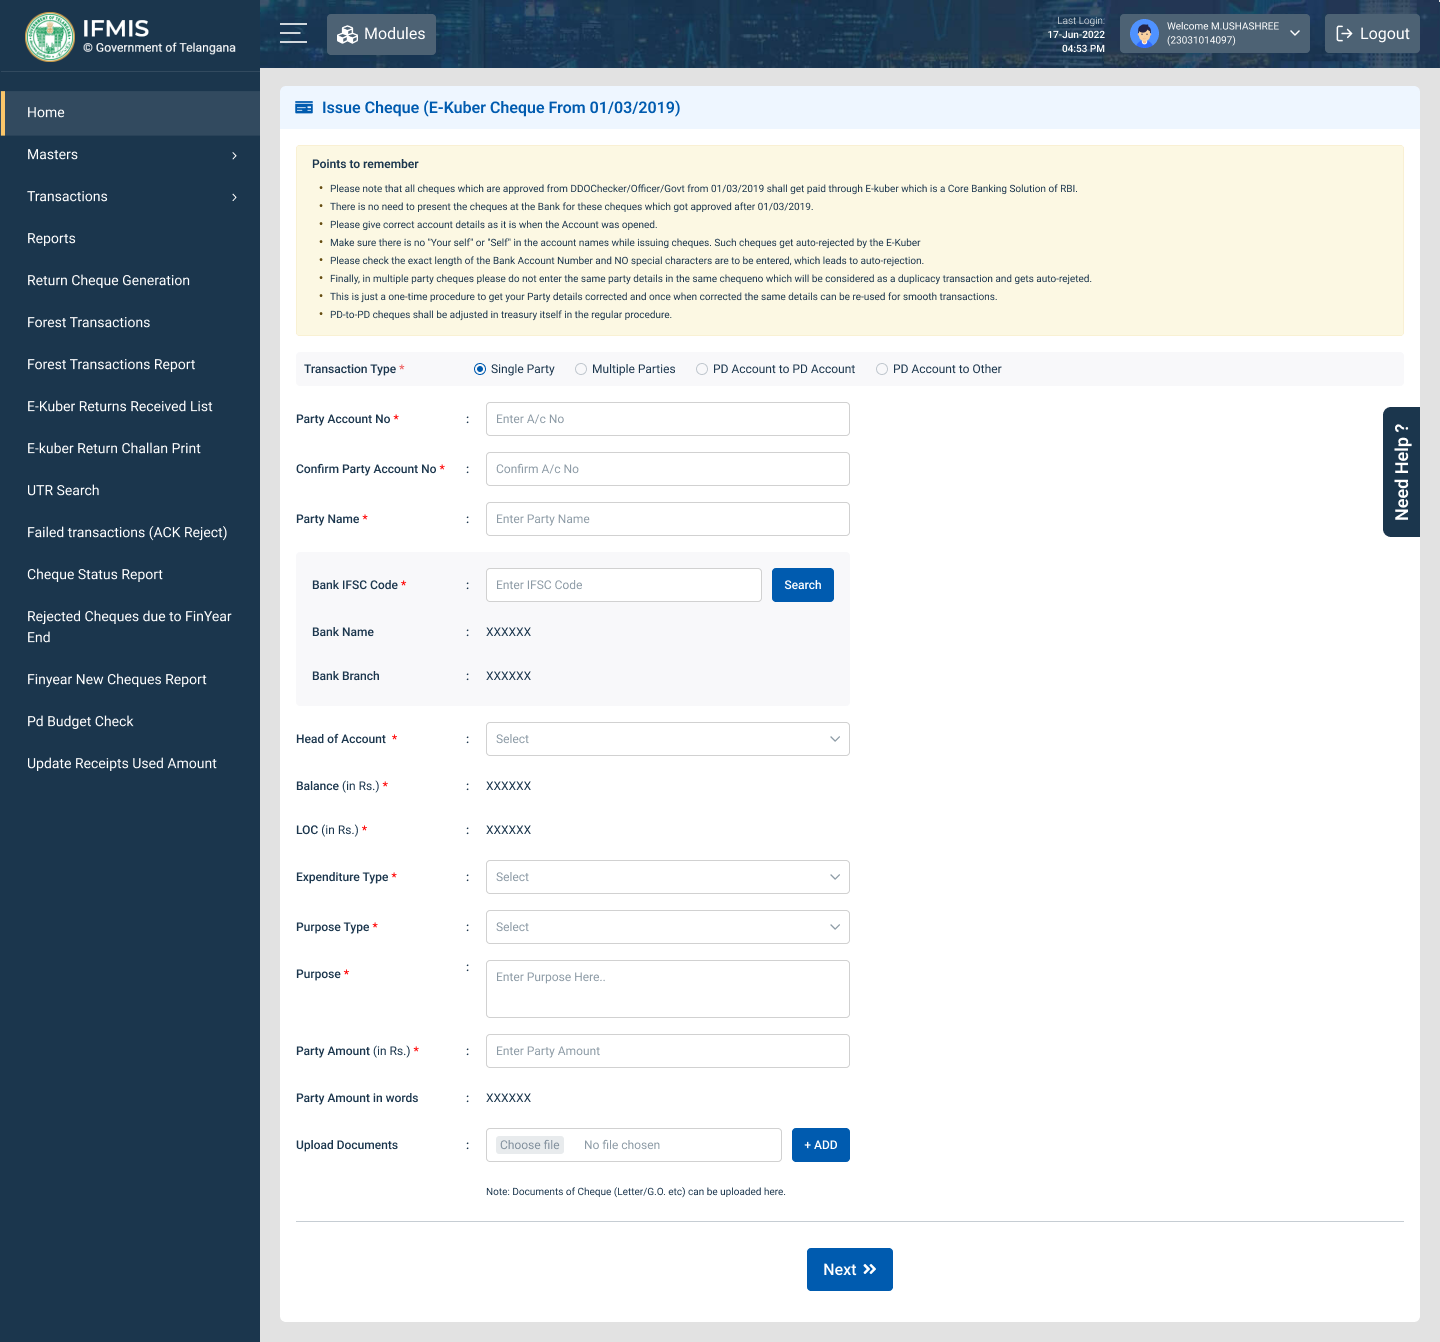 IFMIS
© Government of Telangana
Modules
Last Login:
17-Jun-2022
04:53 PM
Welcome M.USHASHREE
(23031014097)
Logout
Home
Masters
Transactions
Reports
Return Cheque Generation
Forest Transactions
Forest Transactions Report
E-Kuber Returns Received List
E-kuber Return Challan Print
UTR Search
Failed transactions (ACK Reject)
Cheque Status Report
Rejected Cheques due to FinYear
End
Finyear New Cheques Report
Pd Budget Check
Update Receipts Used Amount
Issue Cheque (E-Kuber Cheque From 01/03/2019)
Points to remember
• Please note that all cheques which are approved from DDOChecker/Officer/Govt from 01/03/2019 shall get paid through E-kuber which is a Core Banking Solution of RBI.
• There is no need to present the cheques at the Bank for these cheques which got approved after 01/03/2019.
• Please give correct account details as it is when the Account was opened.
• Make sure there is no "Your self" or "Self" in the account names while issuing cheques. Such cheques get auto-rejected by the E-Kuber
• Please check the exact length of the Bank Account Number and NO special characters are to be entered, which leads to auto-rejection.
• Finally, in multiple party cheques please do not enter the same party details in the same chequeno which will be considered as a duplicacy transaction and gets auto-rejeted.
• This is just a one-time procedure to get your Party details corrected and once when corrected the same details can be re-used for smooth transactions.
• PD-to-PD cheques shall be adjusted in treasury itself in the regular procedure.
Transaction Type * Single Party Multiple Parties PD Account to PD Account PD Account to Other
Party Account No * : Enter A/c No
Confirm Party Account No * : Confirm A/c No
Party Name * : Enter Party Name
Bank IFSC Code * : Enter IFSC Code Search
Bank Name : XXXXXX
Bank Branch : XXXXXX
Head of Account * : Select
Balance (in Rs.) * : XXXXXX
LOC (in Rs.) * : XXXXXX
Expenditure Type * : Select
Purpose Type * : Select
Purpose * : Enter Purpose Here..
Party Amount (in Rs.) * : Enter Party Amount
Party Amount in words : XXXXXX
Upload Documents : Choose file No file chosen + ADD
Note: Documents of Cheque (Letter/G.O. etc) can be uploaded here.
Next
Need Help ?